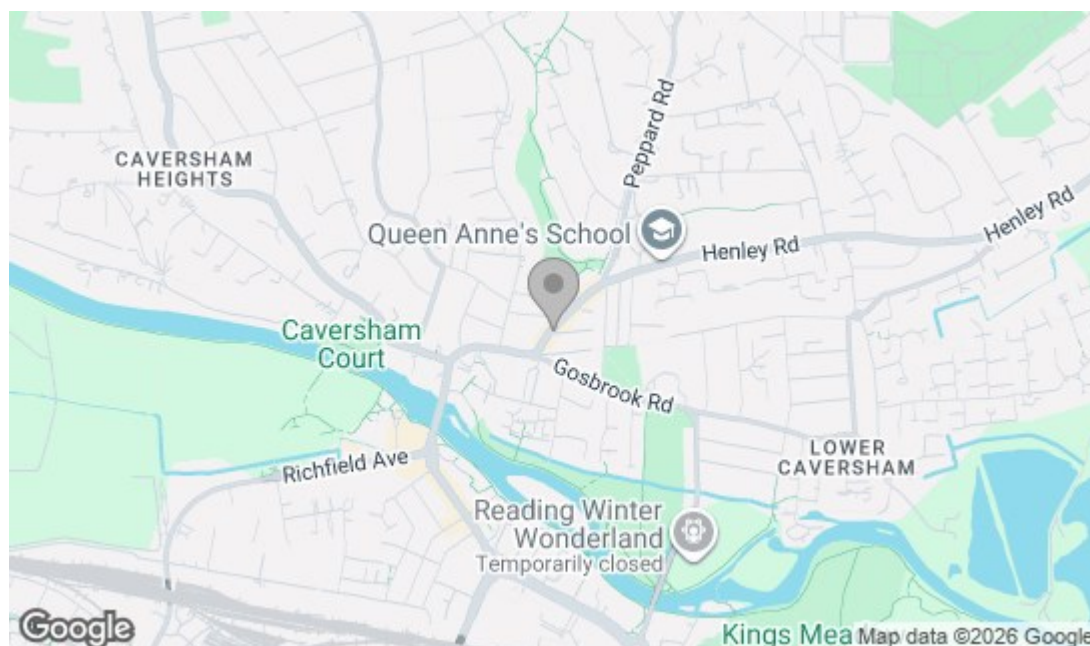 CAVERSHAM
HEIGHTS
Peppard Rd
Queen Anne's School
Henley Rd
Henley Rd
Caversham
Court
Gosbrook Rd
LOWER
CAVERSHAM
Richfield Ave
Reading Winter
Wonderland
Temporarily closed
Google
Kings Mea
Map data ©2026 Google